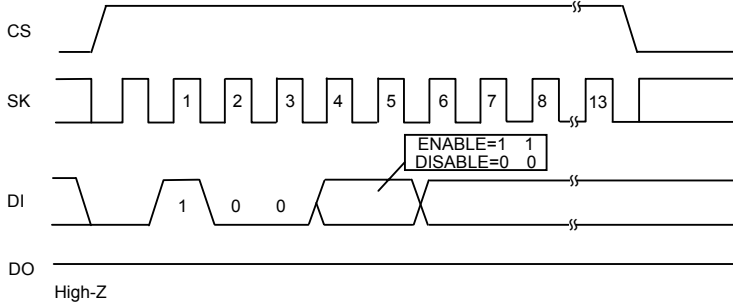 CS
SK 1 2 3 4 5 6 7 8 13
ENABLE=1 1
DISABLE=0 0
DI 1 0 0
DO
High-Z